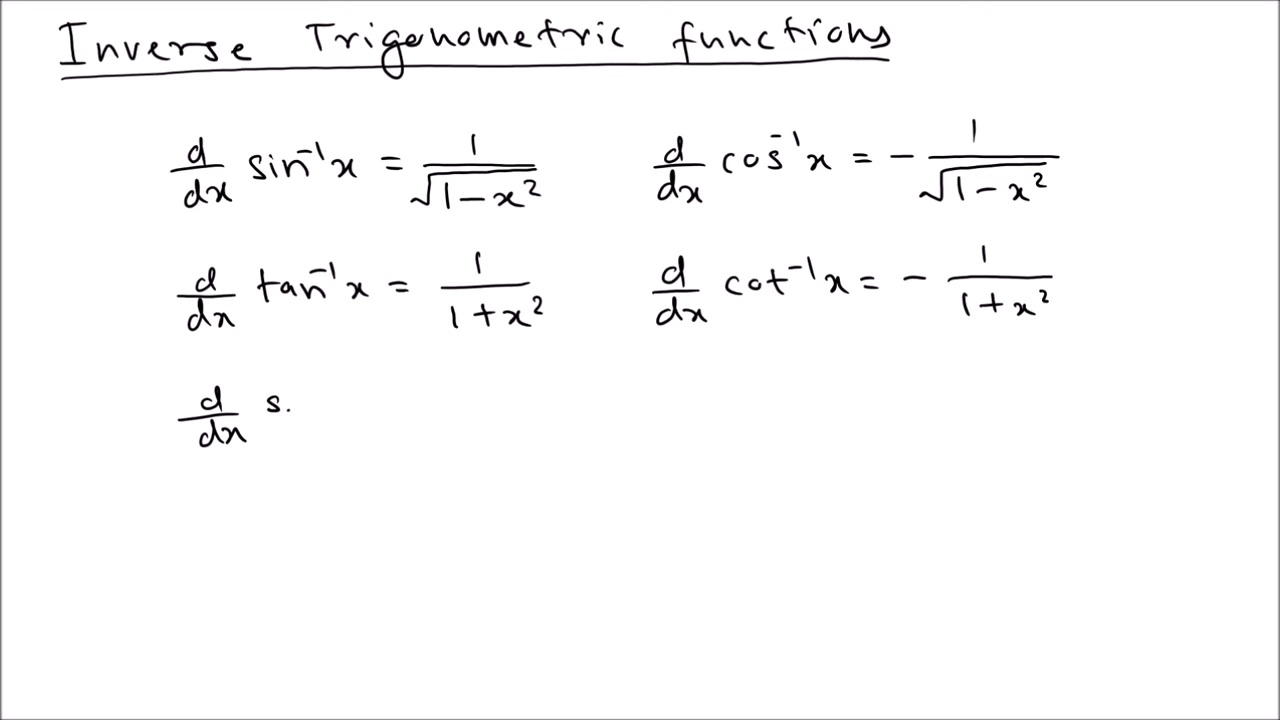 Inverse Trigonometric functions
d/dx sin⁻¹x = 1/√(1-x²)    d/dx cos⁻¹x = - 1/√(1-x²)
d/dx tan⁻¹x = 1/(1+x²)    d/dx cot⁻¹x = - 1/(1+x²)
d/dx s.